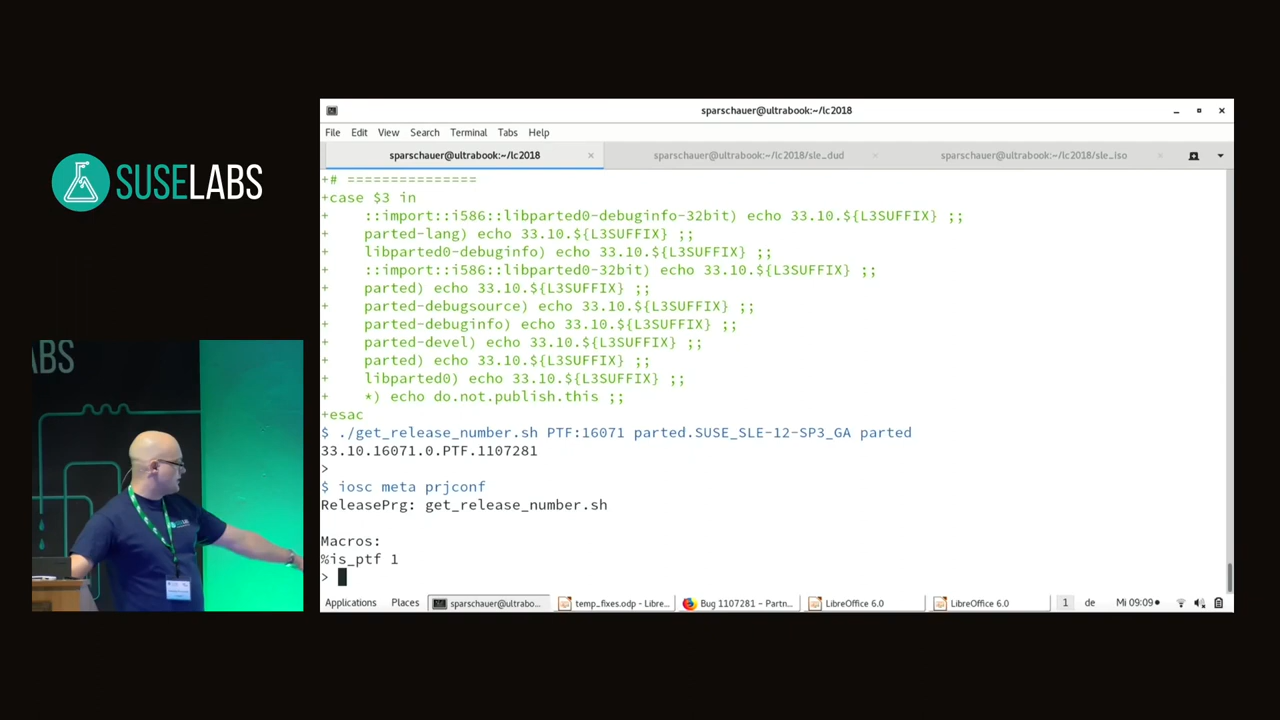 SUSELABS
ABS
sparschauer@ultrabook:~/lc2018
File Edit View Search Terminal Tabs Help
sparschauer@ultrabook:~/lc2018 sparschauer@ultrabook:~/lc2018/sle_dud sparschauer@ultrabook:~/lc2018/sle_iso
+# ===============
+case $3 in
+    ::import::i586::libparted0-debuginfo-32bit) echo 33.10.${L3SUFFIX} ;;
+    parted-lang) echo 33.10.${L3SUFFIX} ;;
+    libparted0-debuginfo) echo 33.10.${L3SUFFIX} ;;
+    ::import::i586::libparted0-32bit) echo 33.10.${L3SUFFIX} ;;
+    parted) echo 33.10.${L3SUFFIX} ;;
+    parted-debugsource) echo 33.10.${L3SUFFIX} ;;
+    parted-debuginfo) echo 33.10.${L3SUFFIX} ;;
+    parted-devel) echo 33.10.${L3SUFFIX} ;;
+    parted) echo 33.10.${L3SUFFIX} ;;
+    libparted0) echo 33.10.${L3SUFFIX} ;;
+    *) echo do.not.publish.this ;;
+esac
$ ./get_release_number.sh PTF:16071 parted.SUSE_SLE-12-SP3_GA parted
33.10.16071.0.PTF.1107281
>
$ iosc meta prjconf
ReleasePrg: get_release_number.sh
Macros:
%is_ptf 1
>
Applications Places sparschauer@ultrabo... temp_fixes.odp - Libre... Bug 1107281 – Partn... LibreOffice 6.0 LibreOffice 6.0 1 de Mi 09:09